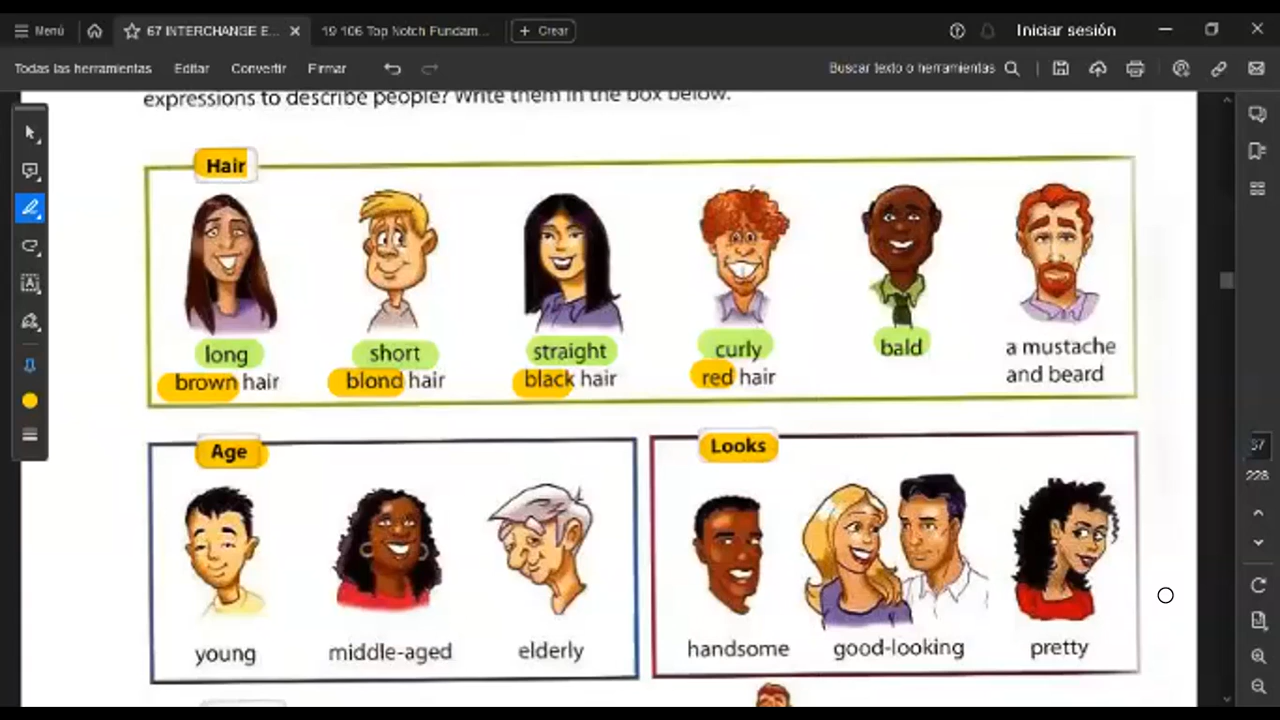 Menú
67 INTERCHANGE E...
19 106 Top Notch Fundam...
+ Crear
Iniciar sesión
Todas las herramientas
Editar
Convertir
Firmar
Buscar texto o herramientas
expressions to describe people? Write them in the box below.
Hair
long
brown hair
short
blond hair
straight
black hair
curly
red hair
bald
a mustache
and beard
Age
young
middle-aged
elderly
Looks
handsome
good-looking
pretty
67
228